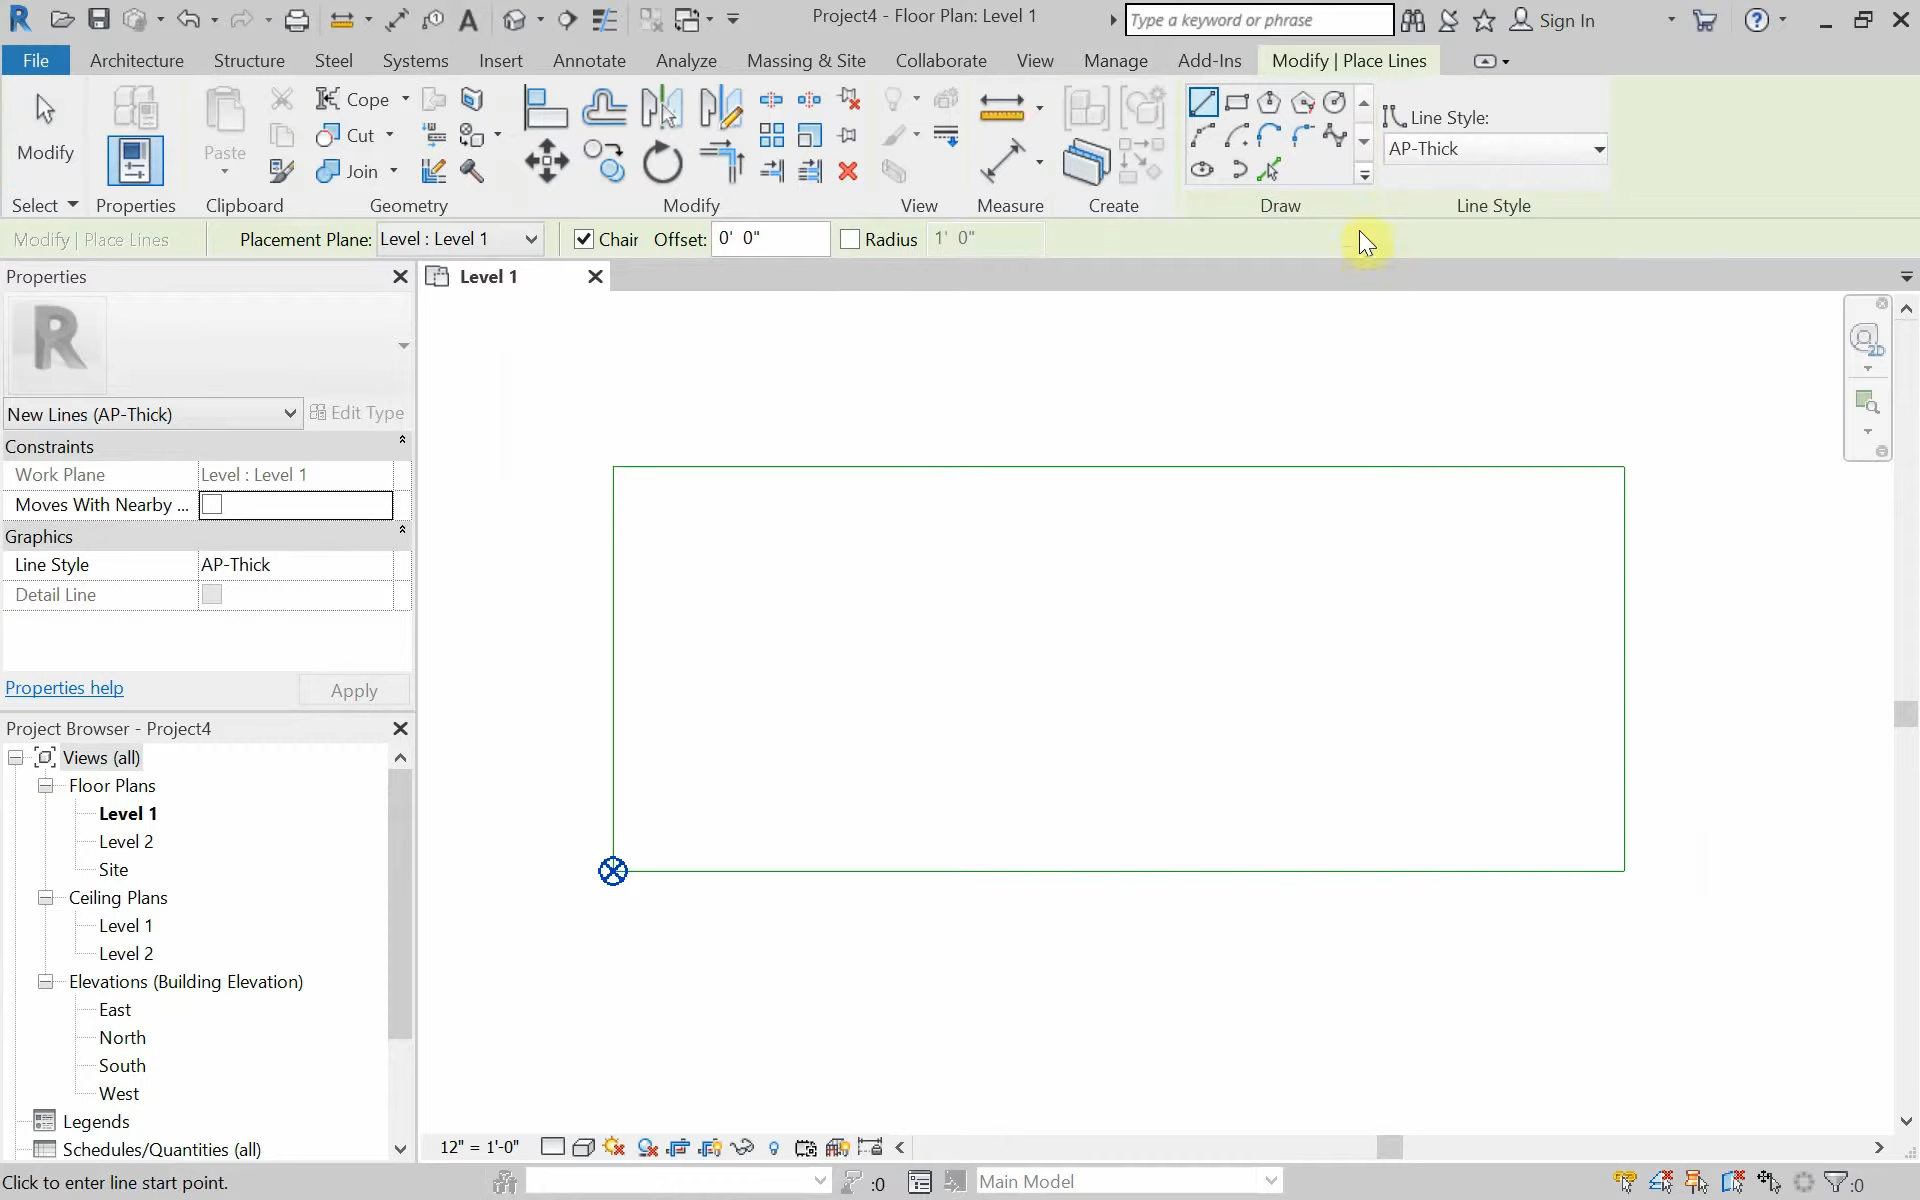 Project4 - Floor Plan: Level 1
Type a keyword or phrase
Sign In
File Architecture Structure Steel Systems Insert Annotate Analyze Massing & Site Collaborate View Manage Add-Ins Modify | Place Lines
Modify
Paste
Cope
Cut
Join
Line Style:
AP-Thick
Select Properties Clipboard Geometry Modify View Measure Create Draw Line Style
Modify | Place Lines Placement Plane: Level : Level 1 Chair Offset: 0' 0" Radius 1' 0"
Properties
Level 1
R
New Lines (AP-Thick) Edit Type
Constraints
Work Plane Level : Level 1
Moves With Nearby ...
Graphics
Line Style AP-Thick
Detail Line
Properties help Apply
Project Browser - Project4
Views (all)
Floor Plans
Level 1
Level 2
Site
Ceiling Plans
Level 1
Level 2
Elevations (Building Elevation)
East
North
South
West
Legends
Schedules/Quantities (all)
12" = 1'-0"
Click to enter line start point.
:0
Main Model
:0
2D